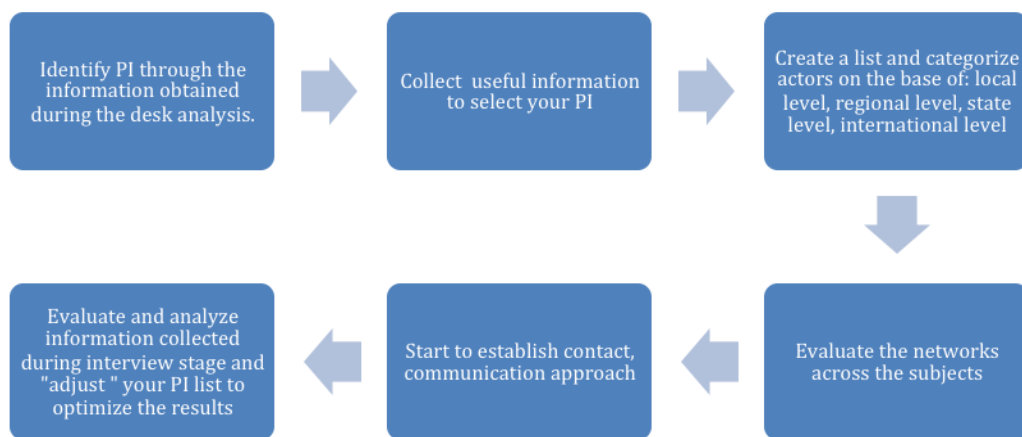 Identify PI through the
information obtained
during the desk analysis.
Collect useful information
to select your PI
Create a list and categorize
actors on the base of: local
level, regional level, state
level, international level
Evaluate the networks
across the subjects
Start to establish contact,
communication approach
Evaluate and analyze
information collected
during interview stage and
"adjust " your PI list to
optimize the results